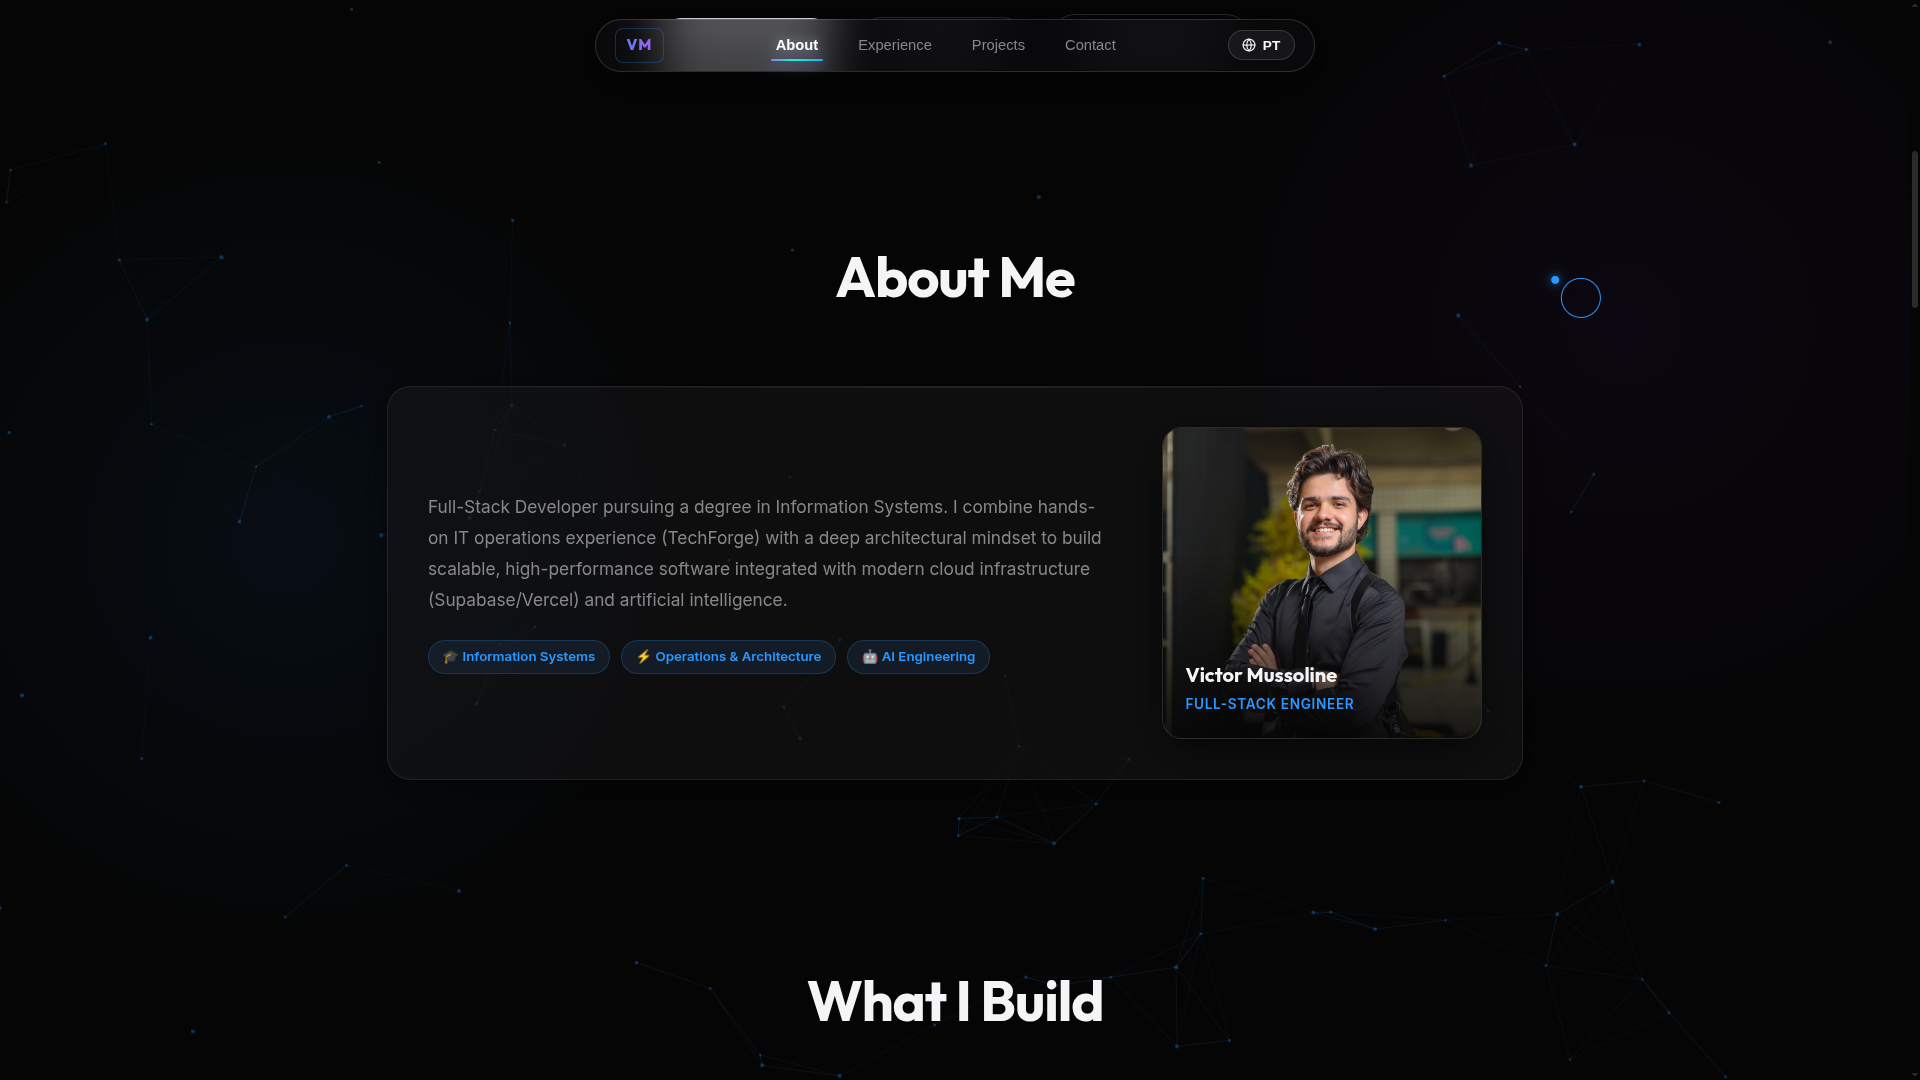 VM
About
Experience
Projects
Contact
PT
About Me
Full-Stack Developer pursuing a degree in Information Systems. I combine hands-
on IT operations experience (TechForge) with a deep architectural mindset to build
scalable, high-performance software integrated with modern cloud infrastructure
(Supabase/Vercel) and artificial intelligence.
🎓 Information Systems
⚡ Operations & Architecture
🤖 AI Engineering
Victor Mussoline
FULL-STACK ENGINEER
What I Build